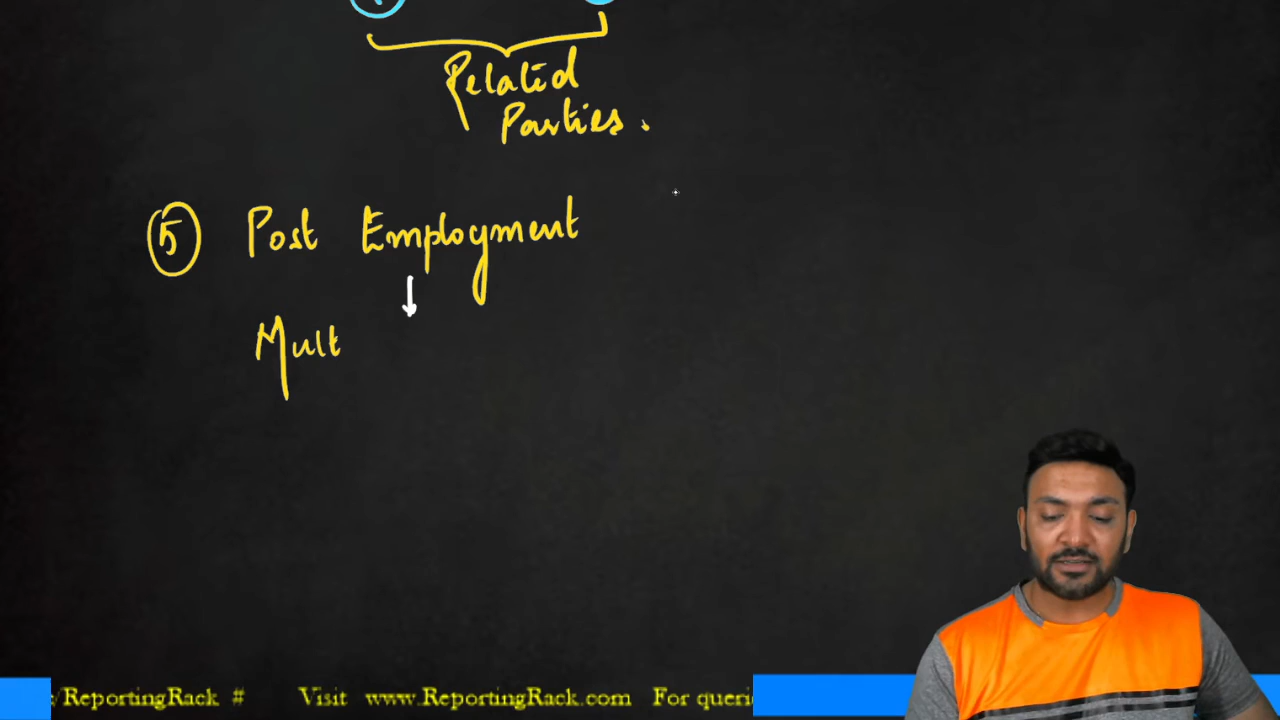 Related
Parties.
5 Post Employment
Mult
/ReportingRack # Visit www.ReportingRack.com For queri